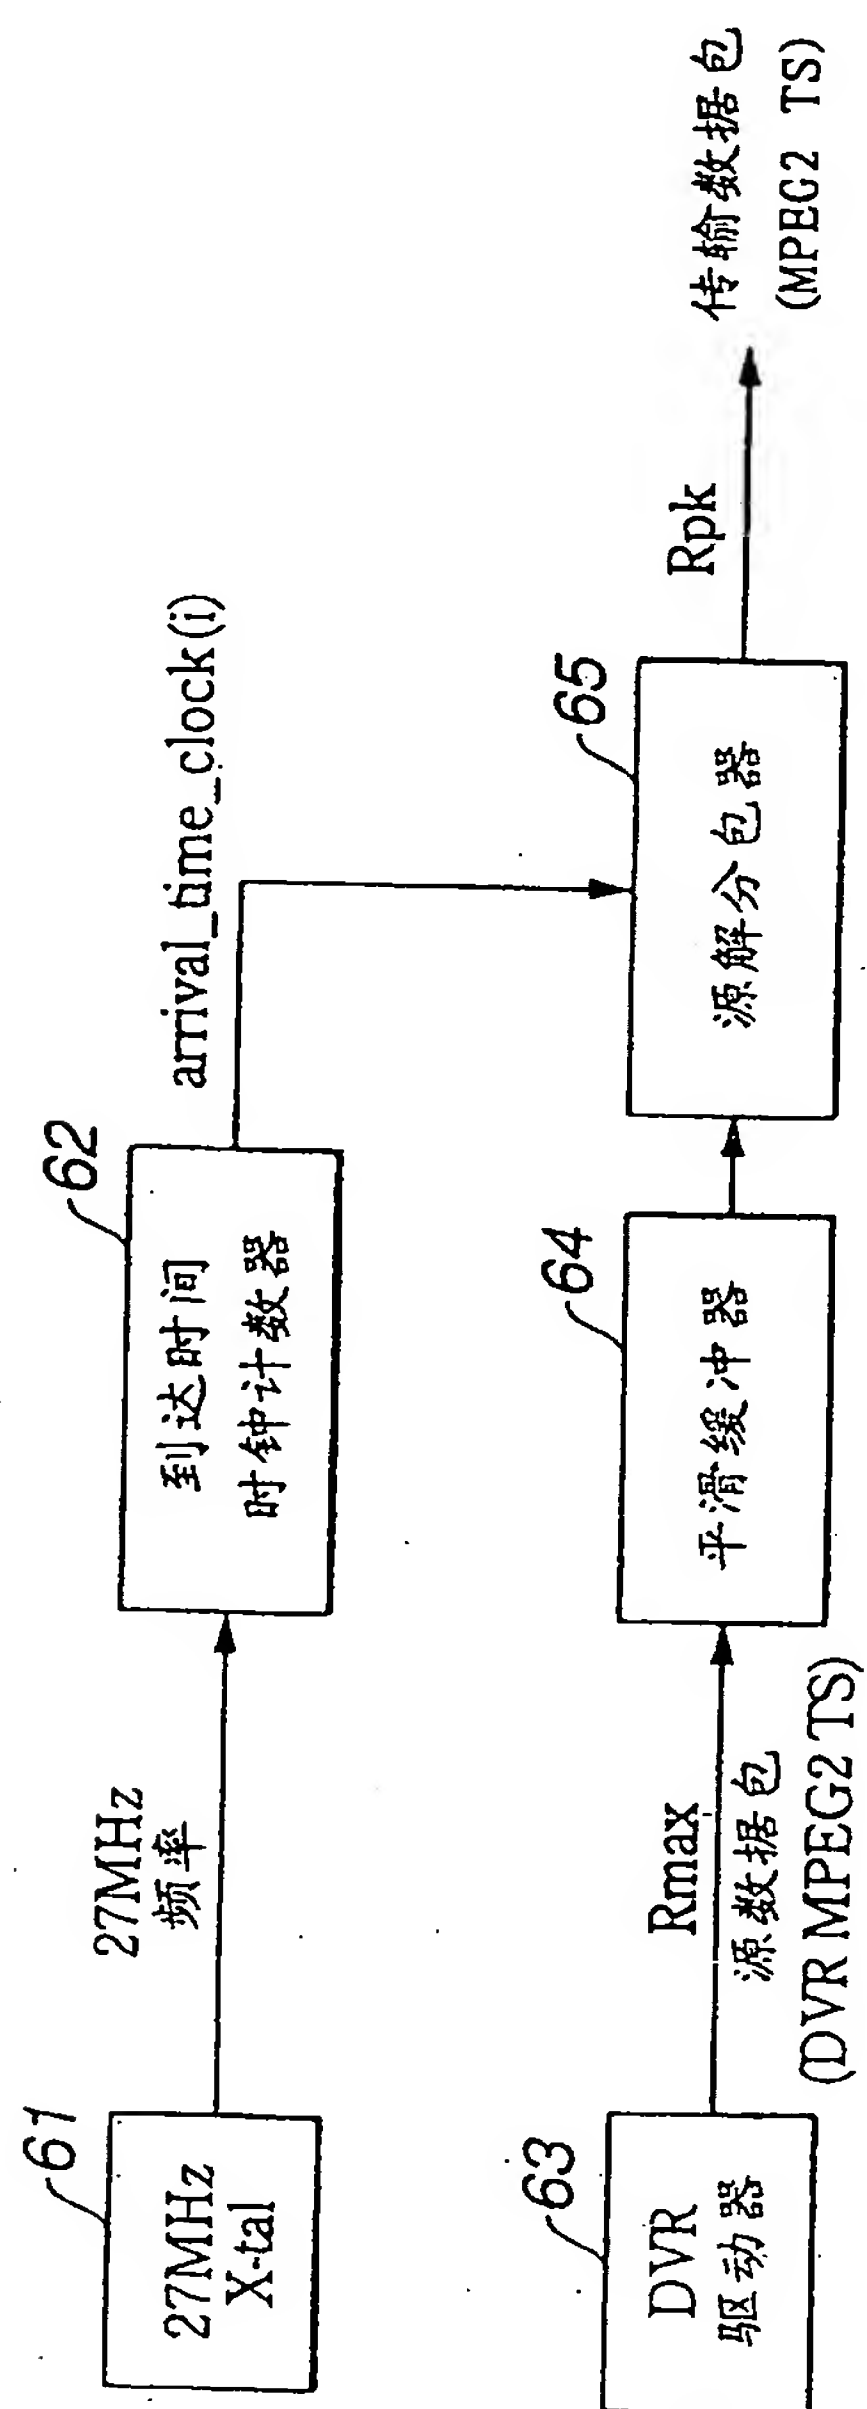 61
27MHz
X-tal
27MHz
频率
62
到达时间
时钟计数器
arrival_time_clock(i)
63
DVR
驱动器
Rmax
源数据包
(DVR MPEG2 TS)
64
平滑缓冲器
65
源解分包器
Rpk
传输数据包
(MPEG2 TS)